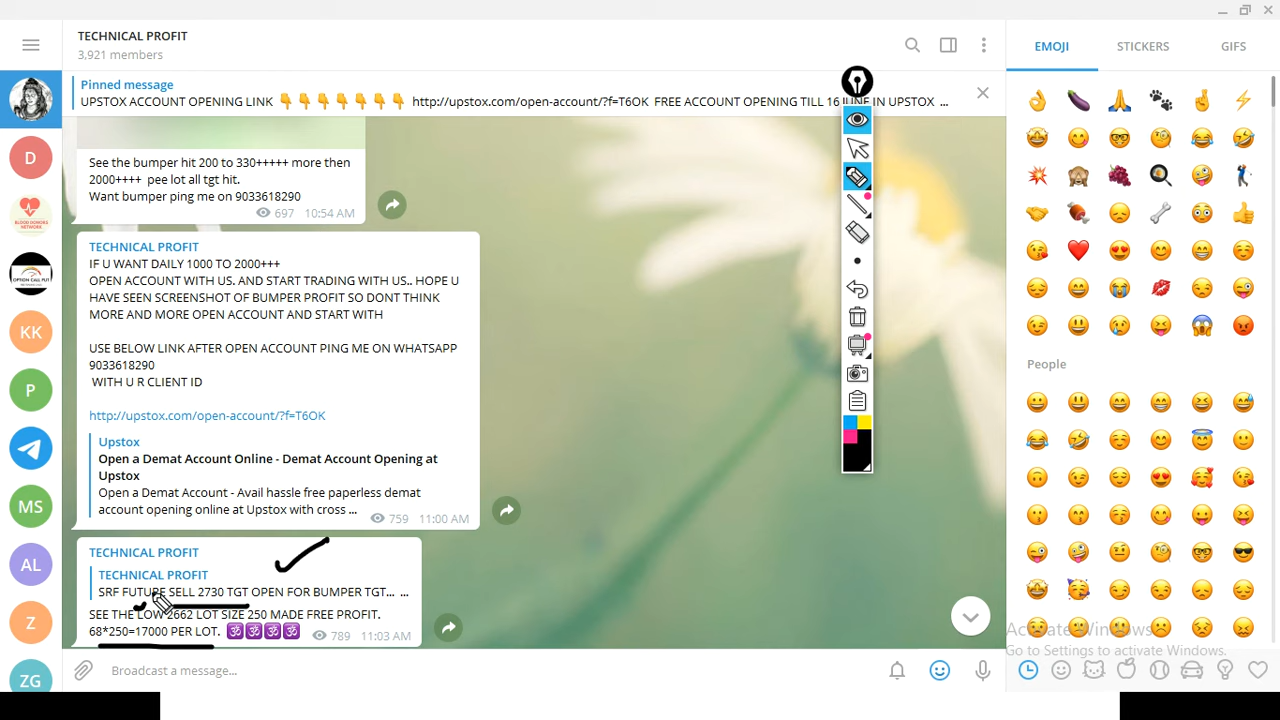 TECHNICAL PROFIT
3,921 members
EMOJI STICKERS GIFS
Pinned message
UPSTOX ACCOUNT OPENING LINK 👇👇👇👇👇👇👇 http://upstox.com/open-account/?f=T6OK FREE ACCOUNT OPENING TILL 16 JUNE IN UPSTOX ...
See the bumper hit 200 to 330+++++ more then
2000++++ pee lot all tgt hit.
Want bumper ping me on 9033618290
697 10:54 AM
TECHNICAL PROFIT
IF U WANT DAILY 1000 TO 2000+++
OPEN ACCOUNT WITH US. AND START TRADING WITH US.. HOPE U
HAVE SEEN SCREENSHOT OF BUMPER PROFIT SO DONT THINK
MORE AND MORE OPEN ACCOUNT AND START WITH
USE BELOW LINK AFTER OPEN ACCOUNT PING ME ON WHATSAPP
9033618290
WITH U R CLIENT ID
http://upstox.com/open-account/?f=T6OK
Upstox
Open a Demat Account Online - Demat Account Opening at
Upstox
Open a Demat Account - Avail hassle free paperless demat
account opening online at Upstox with cross ...
759 11:00 AM
TECHNICAL PROFIT
TECHNICAL PROFIT
SRF FUTURE SELL 2730 TGT OPEN FOR BUMPER TGT... ...
SEE THE LOW 2662 LOT SIZE 250 MADE FREE PROFIT.
68*250=17000 PER LOT. 🕉🕉🕉🕉 789 11:03 AM
Broadcast a message...
People
Activate Windows
Go to Settings to activate Windows.
D
BLOOD DONORS
NETWORK
OPTION CALL PUT
KK
P
MS
AL
Z
ZG